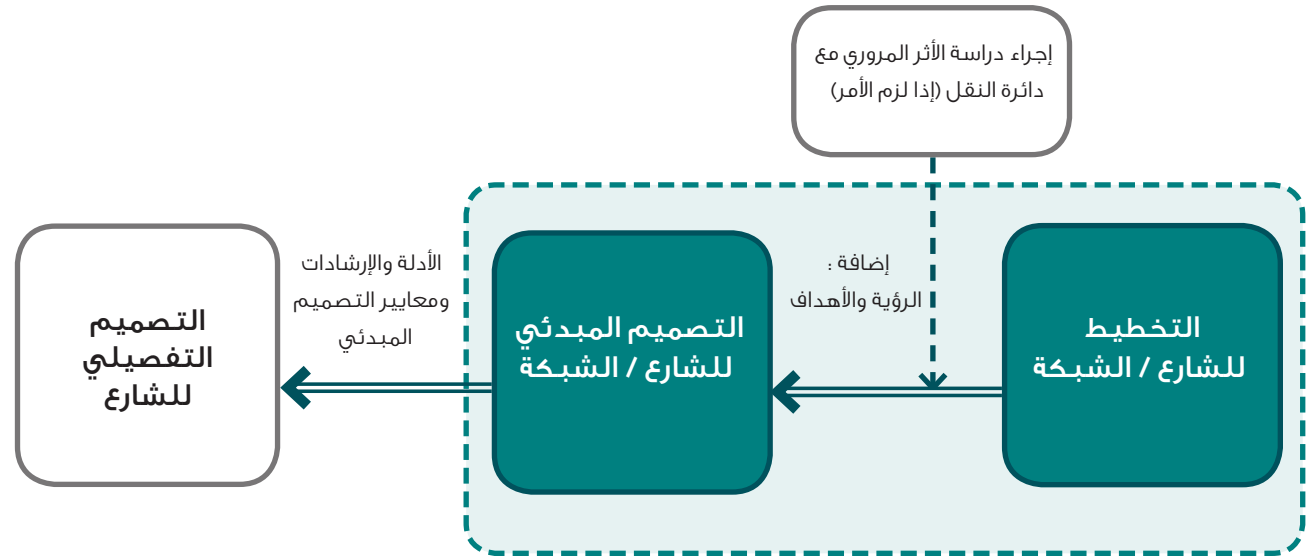 إجراء دراسة الأثر المروري مع
دائرة النقل (إذا لزم الأمر)
التخطيط
للشارع / الشبكة
إضافة :
الرؤية والأهداف
التصميم المبدئي
للشارع / الشبكة
الأدلة والإرشادات
ومعايير التصميم
المبدئي
التصميم
التفصيلي
للشارع